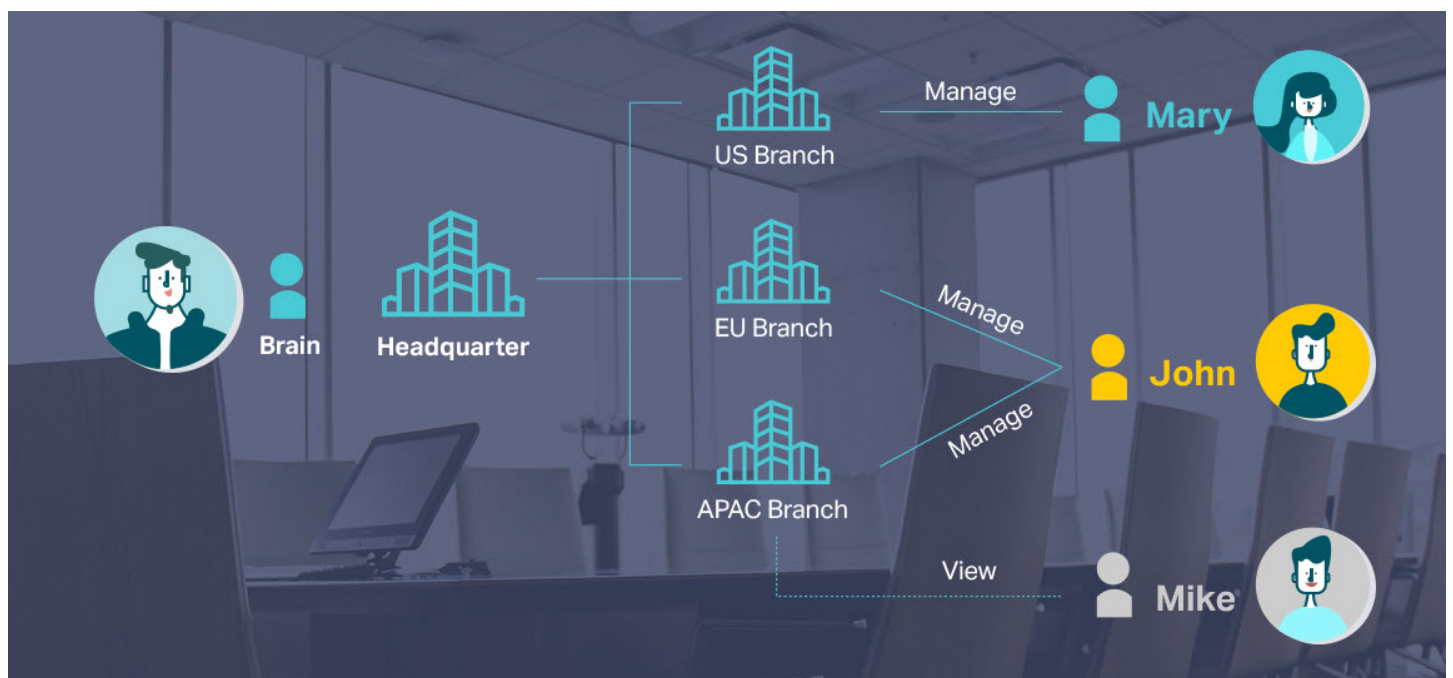 Manage
Mary
US Branch
Brain
Headquarter
EU Branch
Manage
John
Manage
APAC Branch
View
Mike